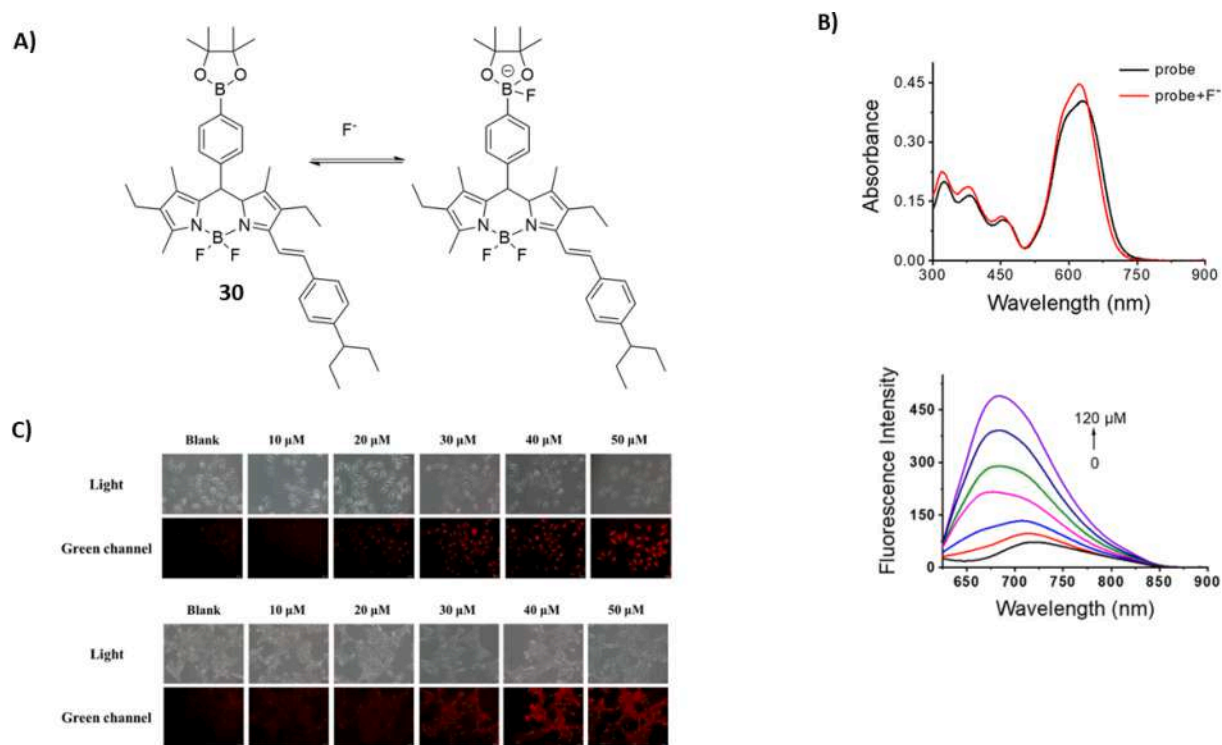 A)
O O
B
F⁻
O ⊖ O
B F
N N
B
F F
30
N N
B
F F
B)
probe
probe+F⁻
Absorbance
0.45
0.30
0.15
0.00
300 450 600 750 900
Wavelength (nm)
Fluorescence Intensity
450
300
150
0
120 µM
0
650 700 750 800 850 900
Wavelength (nm)
C)
Blank 10 µM 20 µM 30 µM 40 µM 50 µM
Light
Green channel
Blank 10 µM 20 µM 30 µM 40 µM 50 µM
Light
Green channel